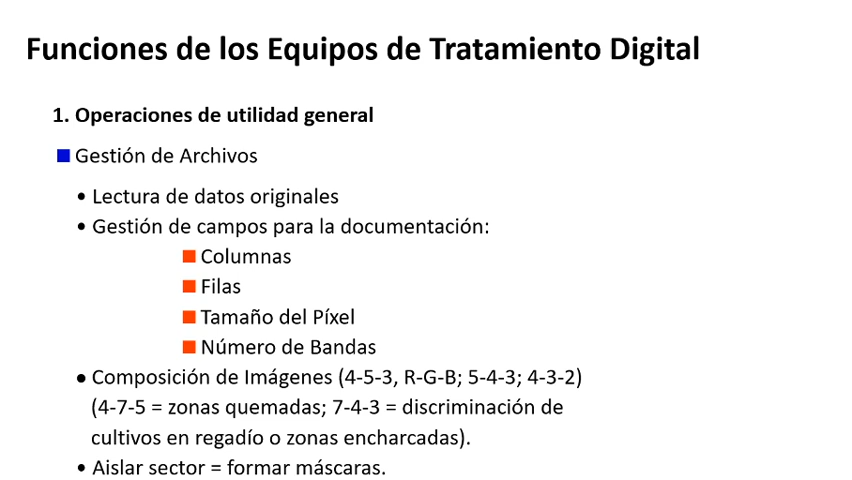 Funciones de los Equipos de Tratamiento Digital
1. Operaciones de utilidad general
■ Gestión de Archivos
• Lectura de datos originales
• Gestión de campos para la documentación:
■ Columnas
■ Filas
■ Tamaño del Píxel
■ Número de Bandas
• Composición de Imágenes (4-5-3, R-G-B; 5-4-3; 4-3-2)
(4-7-5 = zonas quemadas; 7-4-3 = discriminación de
cultivos en regadío o zonas encharcadas).
• Aislar sector = formar máscaras.